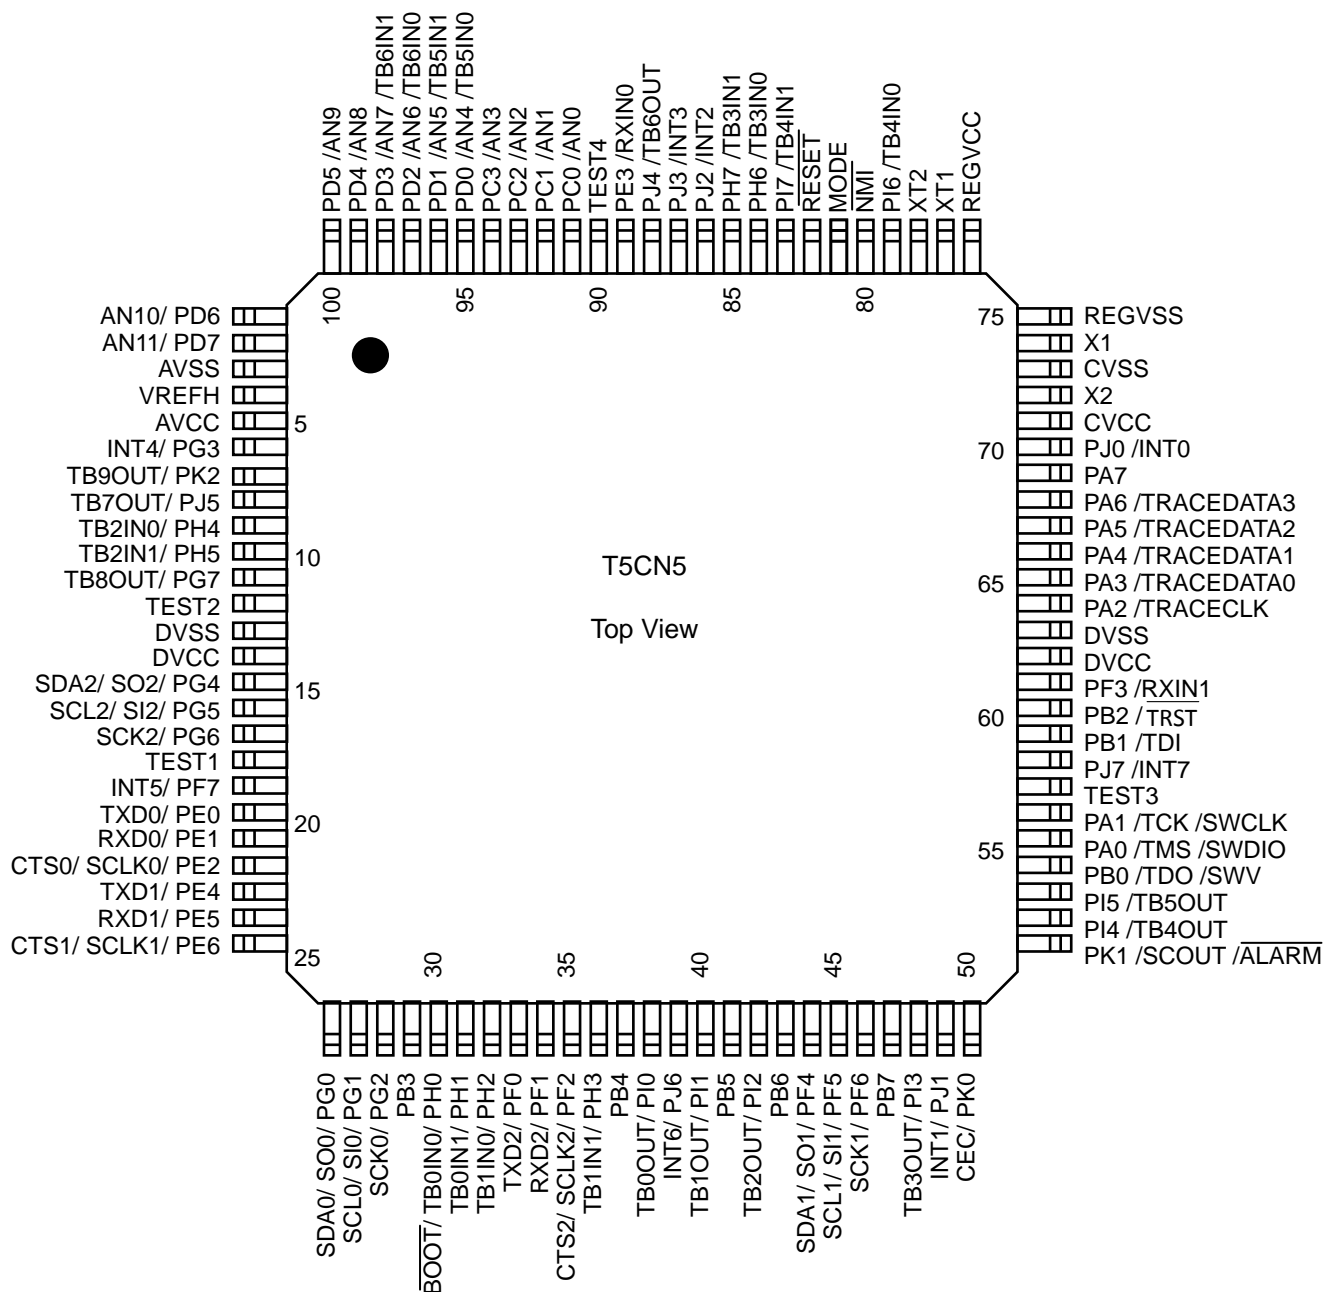 PD5 /AN9
PD4 /AN8
PD3 /AN7 /TB6IN1
PD2 /AN6 /TB6IN0
PD1 /AN5 /TB5IN1
PD0 /AN4 /TB5IN0
PC3 /AN3
PC2 /AN2
PC1 /AN1
PC0 /AN0
TEST4
PE3 /RXIN0
PJ4 /TB6OUT
PJ3 /INT3
PJ2 /INT2
PH7 /TB3IN1
PH6 /TB3IN0
PI7 /TB4IN1
RESET
MODE
NMI
PI6 /TB4IN0
XT2
XT1
REGVCC
100
95
90
85
80
AN10/ PD6
AN11/ PD7
AVSS
VREFH
AVCC
INT4/ PG3
TB9OUT/ PK2
TB7OUT/ PJ5
TB2IN0/ PH4
TB2IN1/ PH5
TB8OUT/ PG7
TEST2
DVSS
DVCC
SDA2/ SO2/ PG4
SCL2/ SI2/ PG5
SCK2/ PG6
TEST1
INT5/ PF7
TXD0/ PE0
RXD0/ PE1
CTS0/ SCLK0/ PE2
TXD1/ PE4
RXD1/ PE5
CTS1/ SCLK1/ PE6
5
10
15
20
25
T5CN5
Top View
75
70
65
60
55
REGVSS
X1
CVSS
X2
CVCC
PJ0 /INT0
PA7
PA6 /TRACEDATA3
PA5 /TRACEDATA2
PA4 /TRACEDATA1
PA3 /TRACEDATA0
PA2 /TRACECLK
DVSS
DVCC
PF3 /RXIN1
PB2 /TRST
PB1 /TDI
PJ7 /INT7
TEST3
PA1 /TCK /SWCLK
PA0 /TMS /SWDIO
PB0 /TDO /SWV
PI5 /TB5OUT
PI4 /TB4OUT
PK1 /SCOUT /ALARM
30
35
40
45
50
SDA0/ SO0/ PG0
SCL0/ SI0/ PG1
SCK0/ PG2
PB3
BOOT/ TB0IN0/ PH0
TB0IN1/ PH1
TB1IN0/ PH2
TXD2/ PF0
RXD2/ PF1
CTS2/ SCLK2/ PF2
TB1IN1/ PH3
PB4
TB0OUT/ PI0
INT6/ PJ6
TB1OUT/ PI1
PB5
TB2OUT/ PI2
PB6
SDA1/ SO1/ PF4
SCL1/ SI1/ PF5
SCK1/ PF6
PB7
TB3OUT/ PI3
INT1/ PJ1
CEC/ PK0